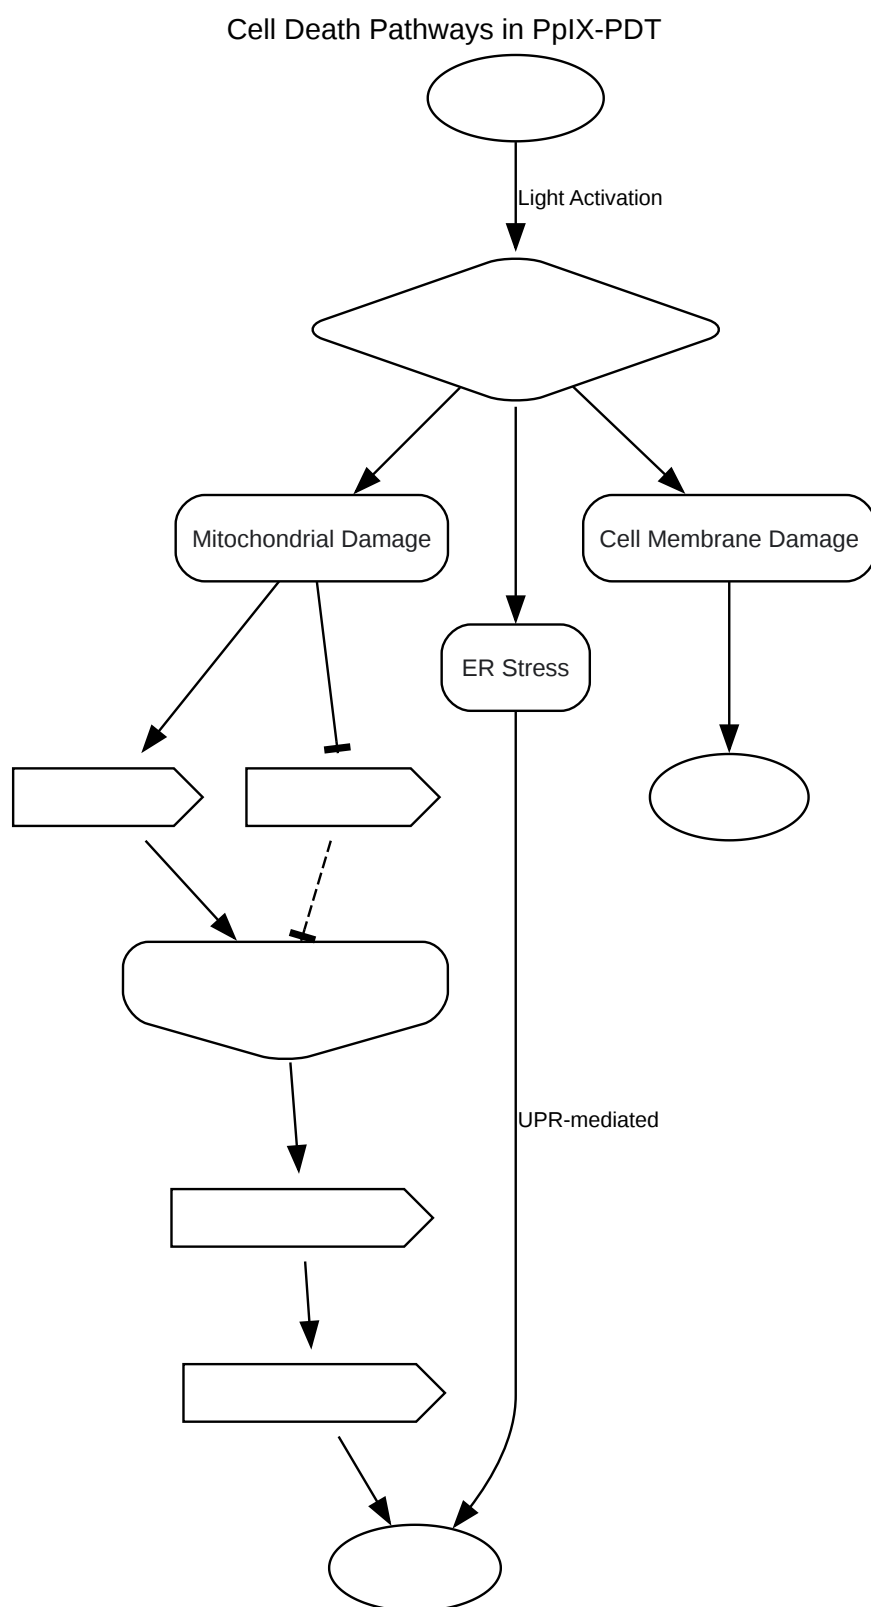 Cell Death Pathways in PpIX-PDT
Light Activation
Mitochondrial Damage
Cell Membrane Damage
ER Stress
UPR-mediated